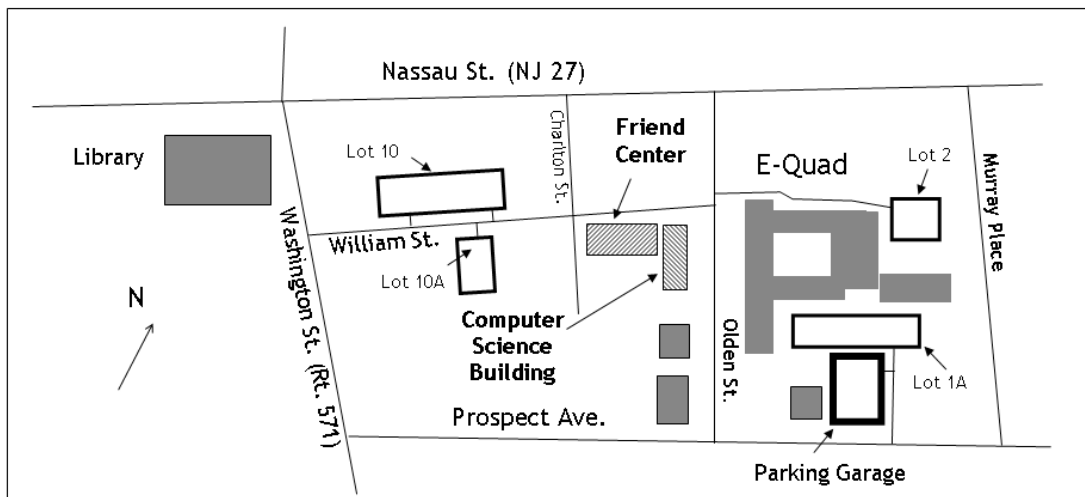 Nassau St. (NJ 27)
Library
Lot 10
Charlton St.
Friend
Center
E-Quad
Lot 2
Murray Place
Washington St. (Rt. 571)
William St.
Lot 10A
N
Computer
Science
Building
Olden St.
Lot 1A
Prospect Ave.
Parking Garage